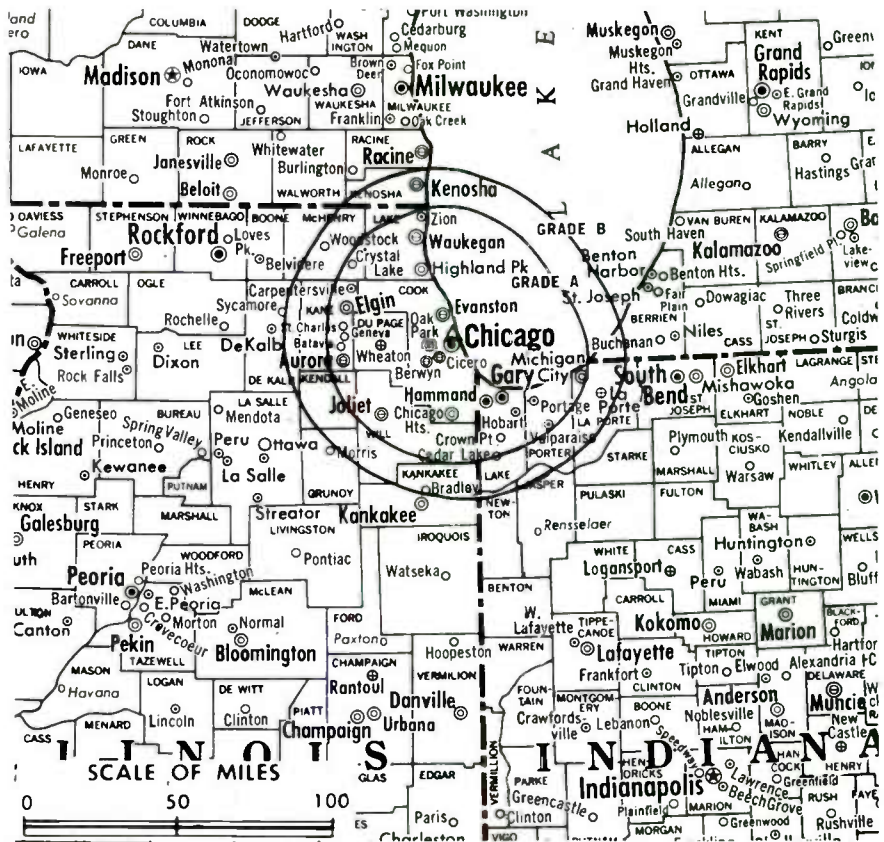 COLUMBIA DODGE Hartford WASH INGTON Port Washington
Cedarburg
Mequon
DANE Watertown
Monona
Madison
Oconomowoc
Brown Deer
Fox Point
IOWA
Waukesha
Milwaukee
Fort Atkinson
Stoughton
JEFFERSON
WAUKESHA
Franklin
MILWAUKEE
Oak Creek
LAFAYETTE GREEN ROCK
Whitewater
RACINE
Janesville
Burlington
Racine
Monroe
Beloit
WALWORTH
KENOSHA
Kenosha
L A K E
Muskegon
Muskegon Hts.
Grand Haven
OTTAWA
KENT
Grand Rapids
Grandville
E. Grand Rapids
Wyoming
Holland
ALLEGAN
BARRY
Hastings
Allegan
DAVIESS
Galena
STEPHENSON WINNEBAGO BOONE McHENRY LAKE
Zion
Rockford
Loves Pk.
Woodstock
Waukegan
Freeport
Belvidere
Crystal Lake
Highland Pk
GRADE B
GRADE A
South Haven
VAN BUREN KALAMAZOO
Kalamazoo
Springfield Pl.
Lakeview
Benton Harbor
Benton Hts.
St. Joseph
Fair Plain
Dowagiac
Three Rivers
BERRIEN
Buchanan
Niles
CASS
ST. JOSEPH
Sturgis
CARROLL OGLE
Carpentersville
COOK
Savanna
Sycamore
KANE
Elgin
Evanston
Rochelle
St. Charles
DU PAGE
Oak Park
Chicago
WHITESIDE
LEE
DeKalb
Batavia
Geneva
Sterling
Dixon
Aurora
Wheaton
Cicero
Berwyn
Rock Falls
DE KALB
KENDALL
Michigan City
Gary
South Bend
Elkhart
Mishawoka
LAGRANGE
Angola
Goshen
ST JOSEPH
ELKHART
NOBLE
Kendallville
E. Moline
Moline
Geneseo
BUREAU
LA SALLE
Mendota
Joliet
Hammond
Chicago Hts.
Hobart
Portage
La Porte
LA PORTE
Spring Valley
Princeton
Peru
Ottawa
WILL
Crown Pt
Valparaiso
Cedar Lake
PORTER
STARKE
Plymouth
KOSCIUSKO
MARSHALL
Warsaw
WHITLEY
Kewanee
La Salle
Morris
HENRY
PUTNAM
GRUNDY
KANKAKEE
Bradley
LAKE
NEWTON
JASPER
PULASKI
FULTON
KNOX
STARK
MARSHALL
Streator
Kankakee
Galesburg
LIVINGSTON
IROQUOIS
Rensselaer
WABASH
WELLS
PEORIA
WOODFORD
Pontiac
WHITE
CASS
Huntington
Peoria
Peoria Hts.
Watseka
Logansport
Peru
Wabash
HUNTINGTON
Washington
McLEAN
BENTON
CARROLL
MIAMI
Bartonville
E. Peoria
GRANT
Canton
Morton
Normal
FORD
W. Lafayette
TIPPECANOE
Kokomo
Marion
BLACKFORD
Pekin
Crevecoeur
Bloomington
Paxton
Hoopeston
WARREN
Lafayette
HOWARD
TAZEWELL
CHAMPAIGN
VERMILION
TIPTON
Tipton
Elwood
Alexandria
MASON
LOGAN
DE WITT
Rantoul
Frankfort
CLINTON
Havana
Danville
FOUNTAIN
MONTGOMERY
BOONE
Anderson
DELAWARE
Muncie
Lincoln
Clinton
PIATT
Champaign
Urbana
Crawfordsville
Lebanon
Noblesville
HAMILTON
MADISON
New Castle
CASS
MENARD
I N O I S
I N D I A N A
SCALE OF MILES
0 50 100
EDGAR
Paris
Charleston
VERMILLION
PARKE
Greencastle
Clinton
VIGO
HENDRICKS
Speedway
Indianapolis
Lawrence
Beech Grove
HANCOCK
Greenfield
HENRY
Plainfield
MARION
RUSH
MORGAN
Greenwood
Rushville